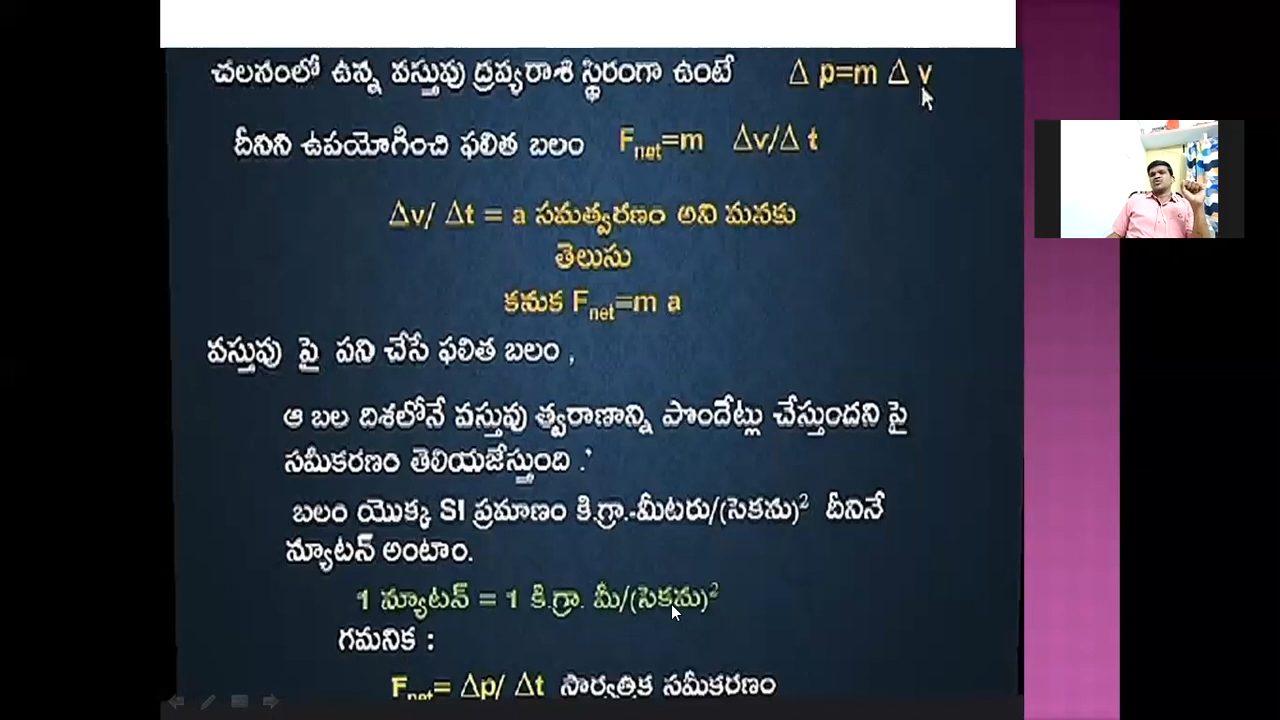 చలనంలో ఉన్న వస్తువు ద్రవ్యరాశి స్థిరంగా ఉంటే Δ p=m Δ v
దీనిని ఉపయోగించి ఫలిత బలం Fnet=m Δv/Δ t
Δv/ Δt = a సమత్వరణం అని మనకు
తెలుసు
కనుక Fnet=m a
వస్తువు పై పని చేసే ఫలిత బలం ,
ఆ బల దిశలోనే వస్తువు త్వరాణాన్ని పొందేట్లు చేస్తుందని పై
సమీకరణం తెలియజేస్తుంది .
బలం యొక్క SI ప్రమాణం కి.గ్రా.-మీటరు/(సెకను)² దీనినే
న్యూటన్ అంటాం.
1 న్యూటన్ = 1 కి.గ్రా. మీ/(సెకను)²
గమనిక :
Fnet= Δp/ Δt సార్వత్రిక సమీకరణం